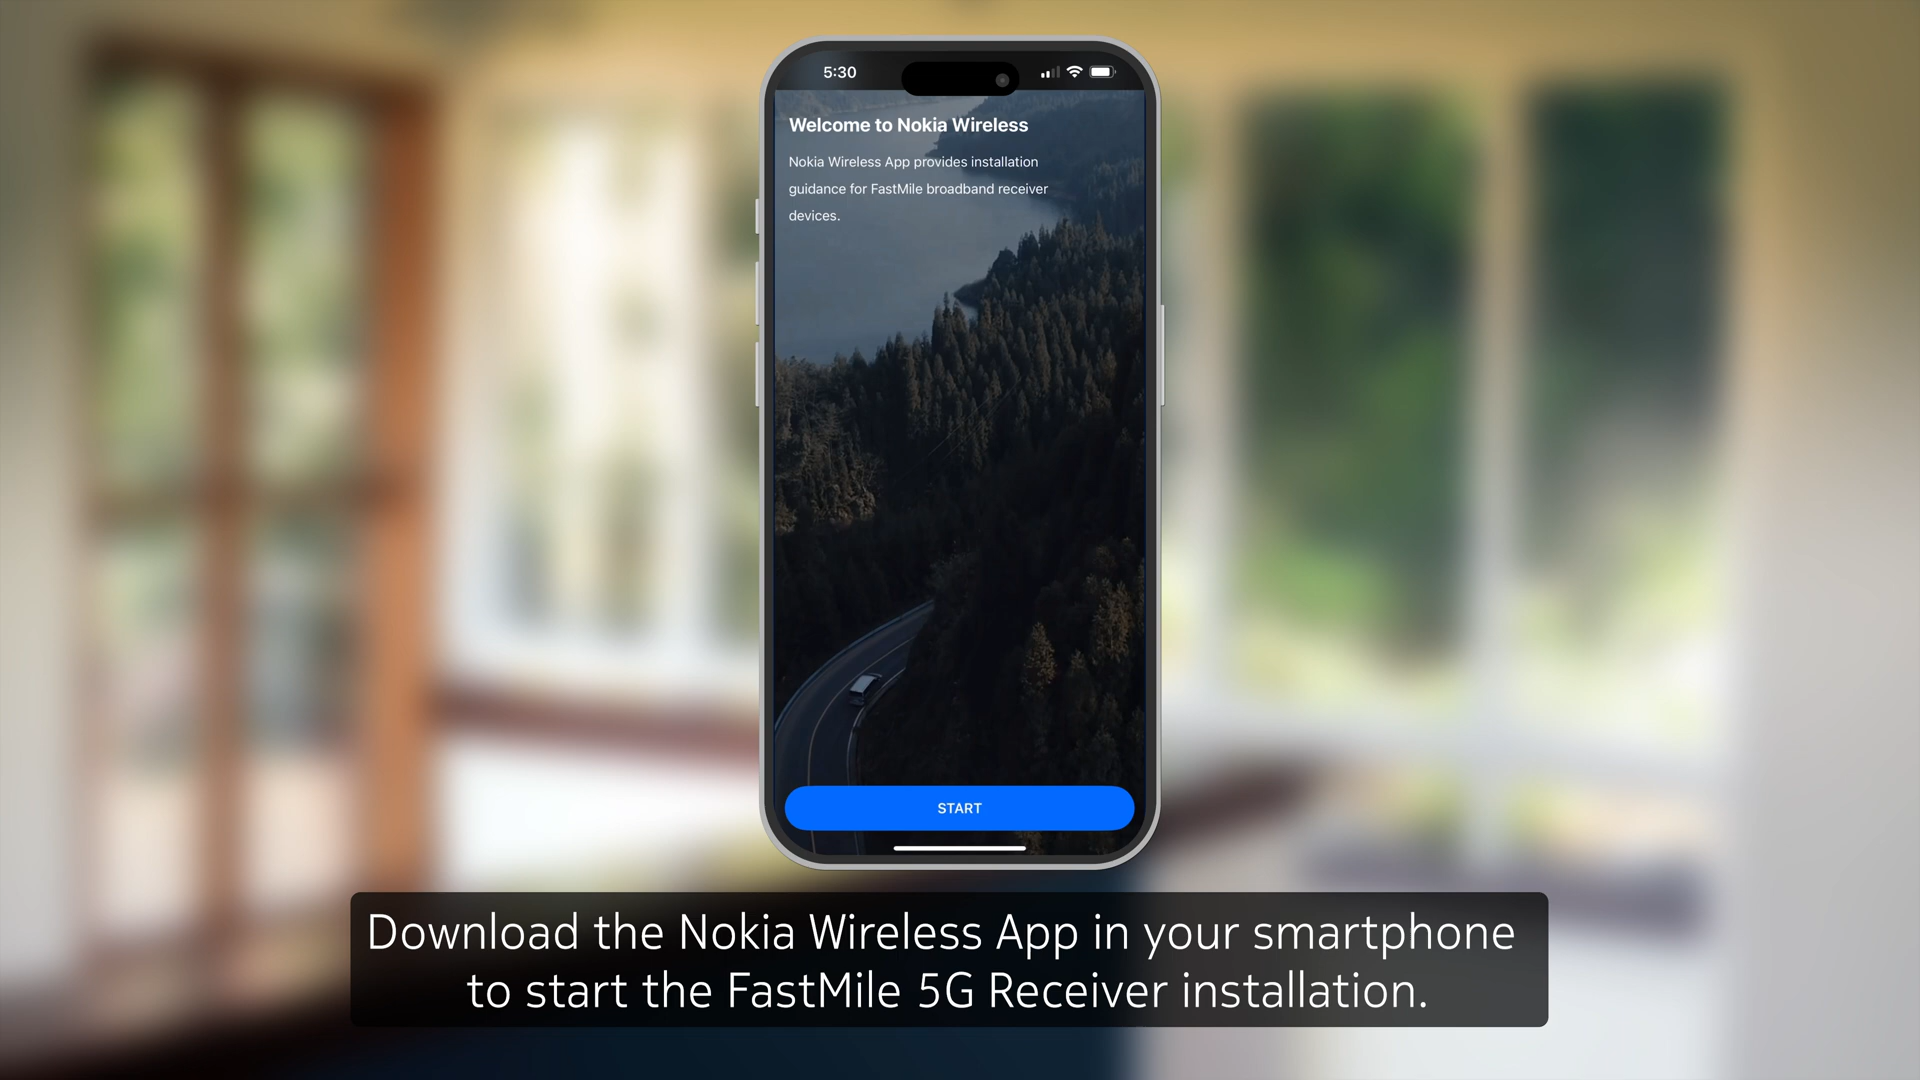 5:30
Welcome to Nokia Wireless
Nokia Wireless App provides installation
guidance for FastMile broadband receiver
devices.
START
Download the Nokia Wireless App in your smartphone
to start the FastMile 5G Receiver installation.